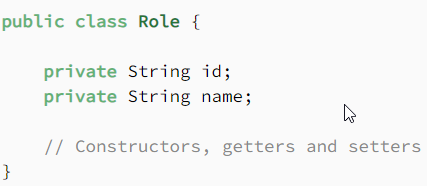 public class Role {
private String id;
private String name;
// Constructors, getters and setters
}